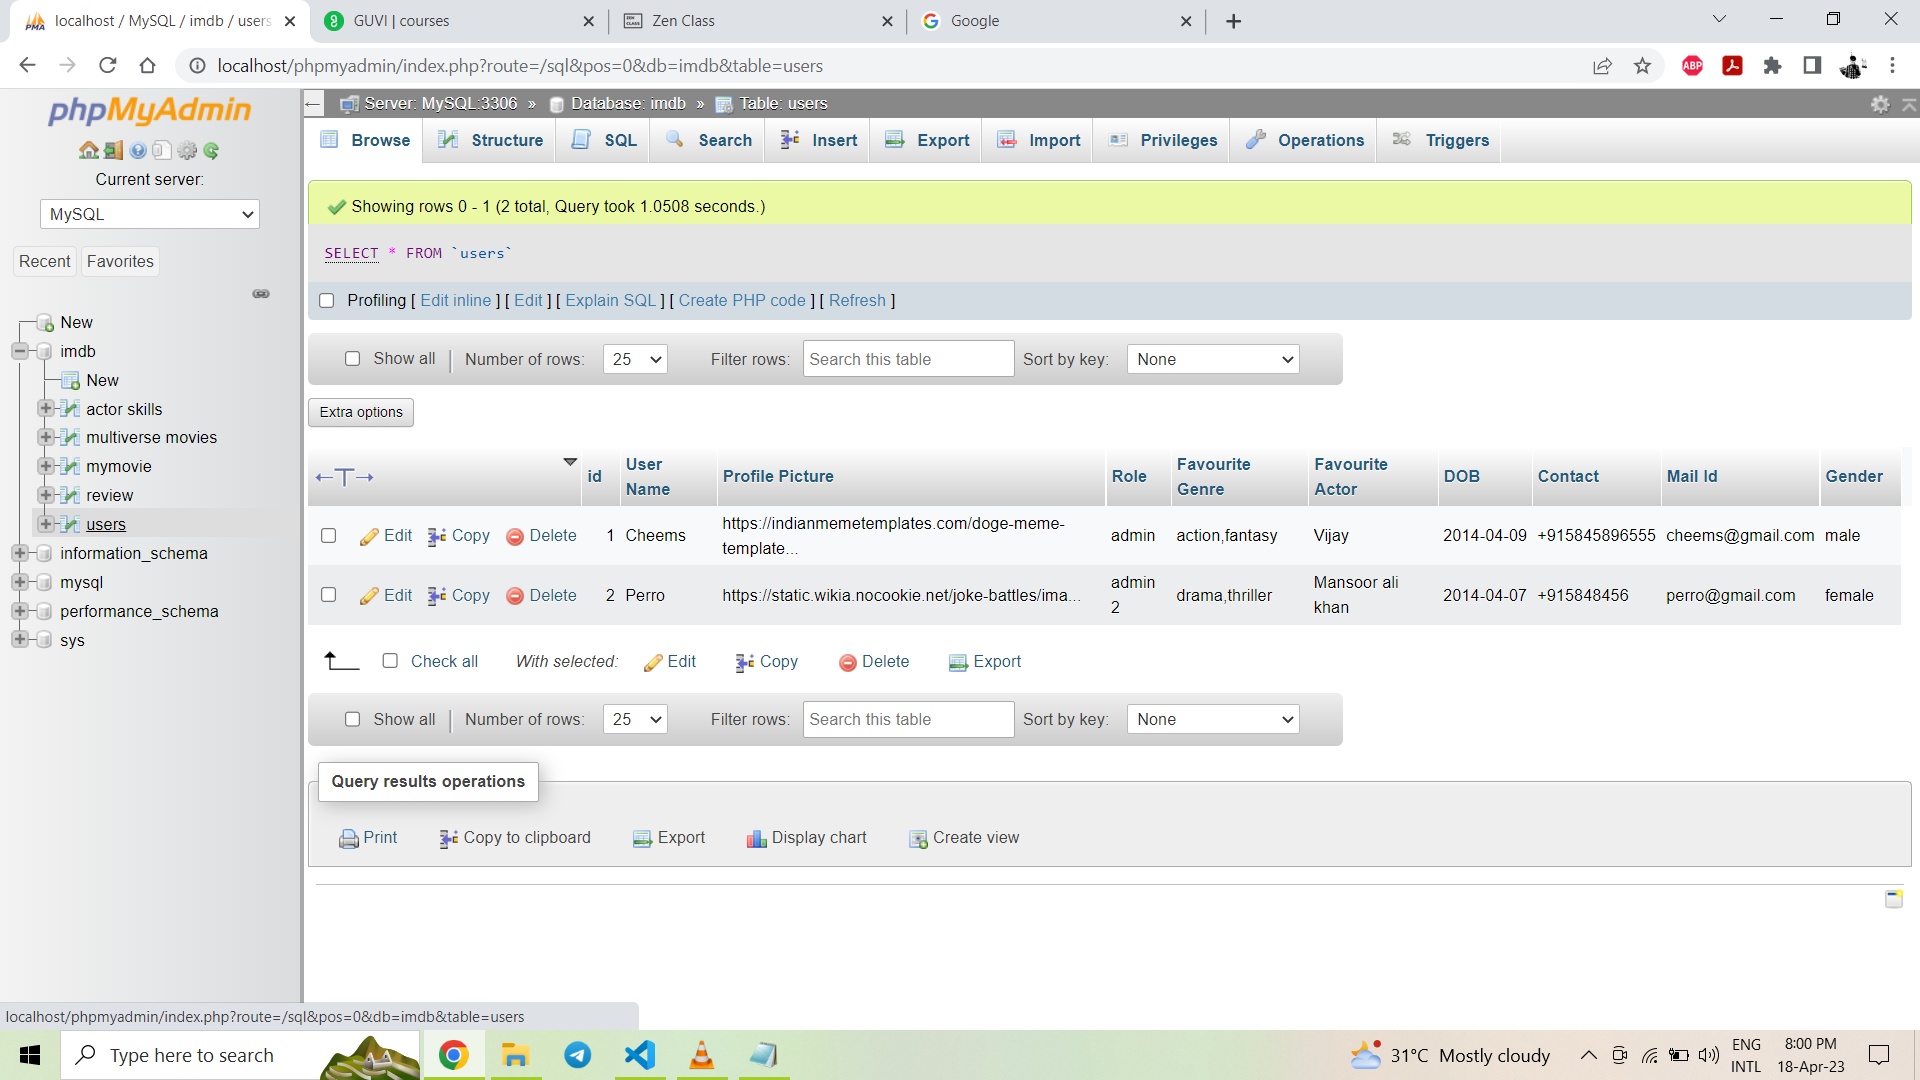 localhost / MySQL / imdb / users
GUVI | courses
Zen Class
Google
localhost/phpmyadmin/index.php?route=/sql&pos=0&db=imdb&table=users
ABP
phpMyAdmin
Current server:
MySQL
Recent
Favorites
New
imdb
New
actor skills
multiverse movies
mymovie
review
users
information_schema
mysql
performance_schema
sys
Server: MySQL:3306 » Database: imdb » Table: users
Browse Structure SQL Search Insert Export Import Privileges Operations Triggers
Showing rows 0 - 1 (2 total, Query took 1.0508 seconds.)
SELECT * FROM `users`
Profiling [ Edit inline ] [ Edit ] [ Explain SQL ] [ Create PHP code ] [ Refresh ]
Show all | Number of rows: 25 Filter rows: Search this table Sort by key: None
Extra options
id User Name Profile Picture Role Favourite Genre Favourite Actor DOB Contact Mail Id Gender
Edit Copy Delete 1 Cheems https://indianmemetemplates.com/doge-meme-template... admin action,fantasy Vijay 2014-04-09 +915845896555 cheems@gmail.com male
Edit Copy Delete 2 Perro https://static.wikia.nocookie.net/joke-battles/ima... admin 2 drama,thriller Mansoor ali khan 2014-04-07 +915848456 perro@gmail.com female
Check all With selected: Edit Copy Delete Export
Show all | Number of rows: 25 Filter rows: Search this table Sort by key: None
Query results operations
Print Copy to clipboard Export Display chart Create view
localhost/phpmyadmin/index.php?route=/sql&pos=0&db=imdb&table=users
Type here to search
31°C Mostly cloudy
ENG
INTL
8:00 PM
18-Apr-23